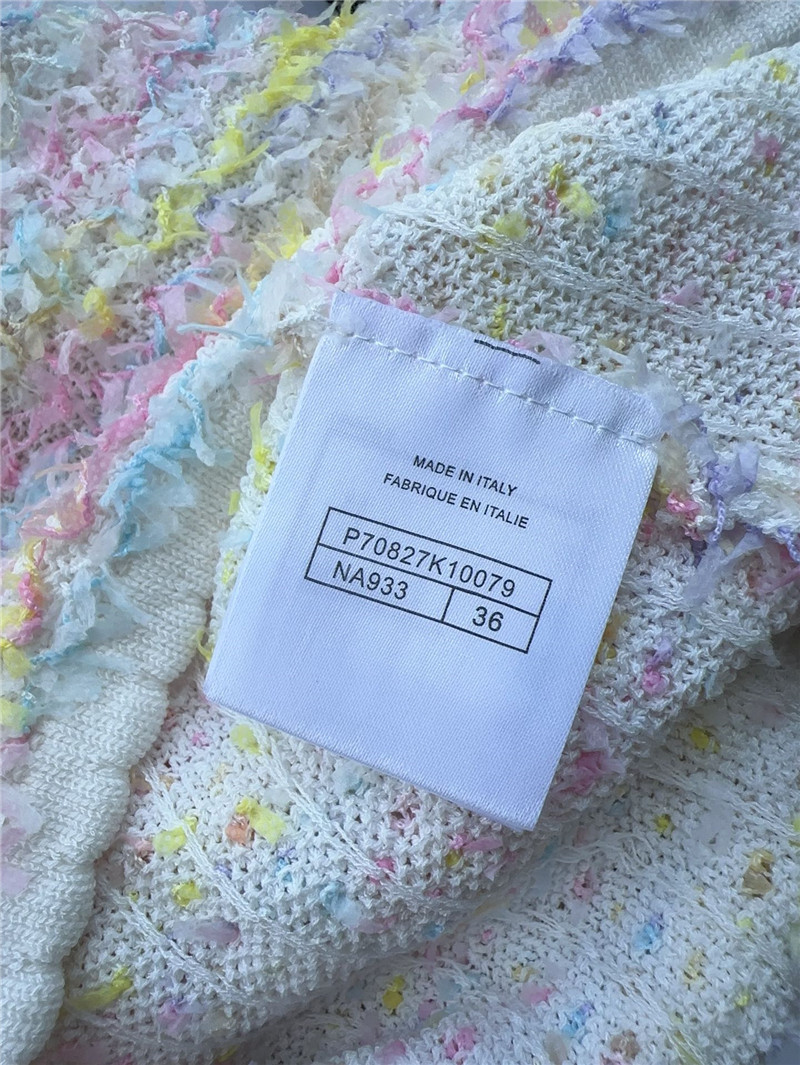 MADE IN ITALY
FABRIQUE EN ITALIE
P70827K10079
NA933 36